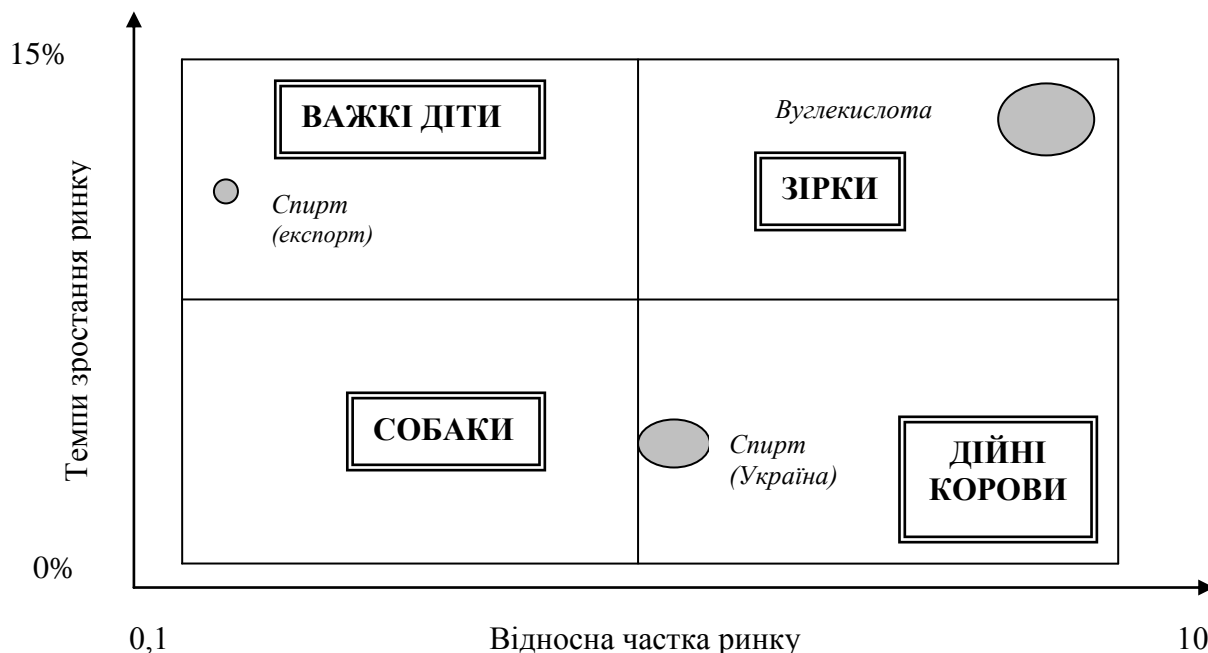 15%
ВАЖКІ ДІТИ
Вуглекислота
ЗІРКИ
Спирт
(експорт)
Темпи зростання ринку
СОБАКИ
Спирт
(Україна)
ДІЙНІ
КОРОВИ
0%
0,1
Відносна частка ринку
10